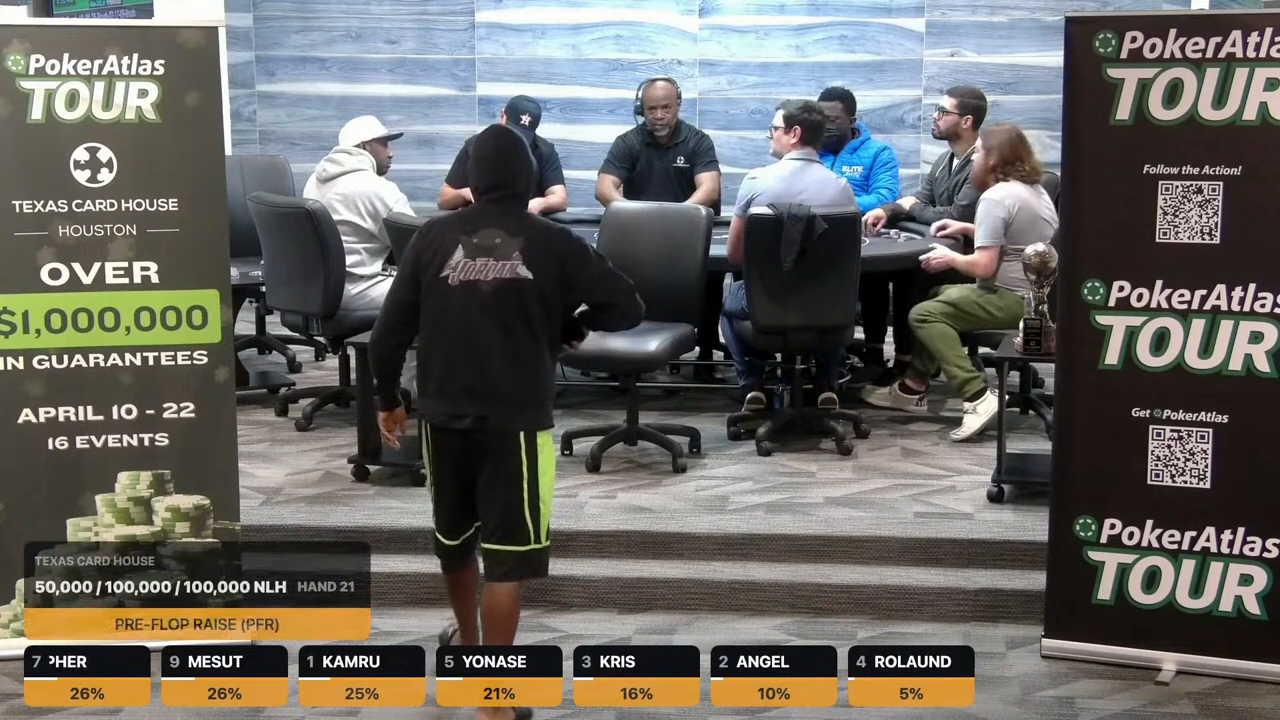 PokerAtlas
TOUR
TEXAS CARD HOUSE
HOUSTON
OVER
$1,000,000
IN GUARANTEES
APRIL 10 - 22
16 EVENTS
JORDAN
ELITE
PokerAtla
TOUR
Follow the Action!
PokerAtlas
TOUR
Get PokerAtlas
PokerAtlas
TOUR
TEXAS CARD HOUSE
50,000 / 100,000 / 100,000 NLH HAND 21
PRE-FLOP RAISE (PFR)
7 PHER
26%
9 MESUT
26%
1 KAMRU
25%
5 YONASE
21%
3 KRIS
16%
2 ANGEL
10%
4 ROLAUND
5%